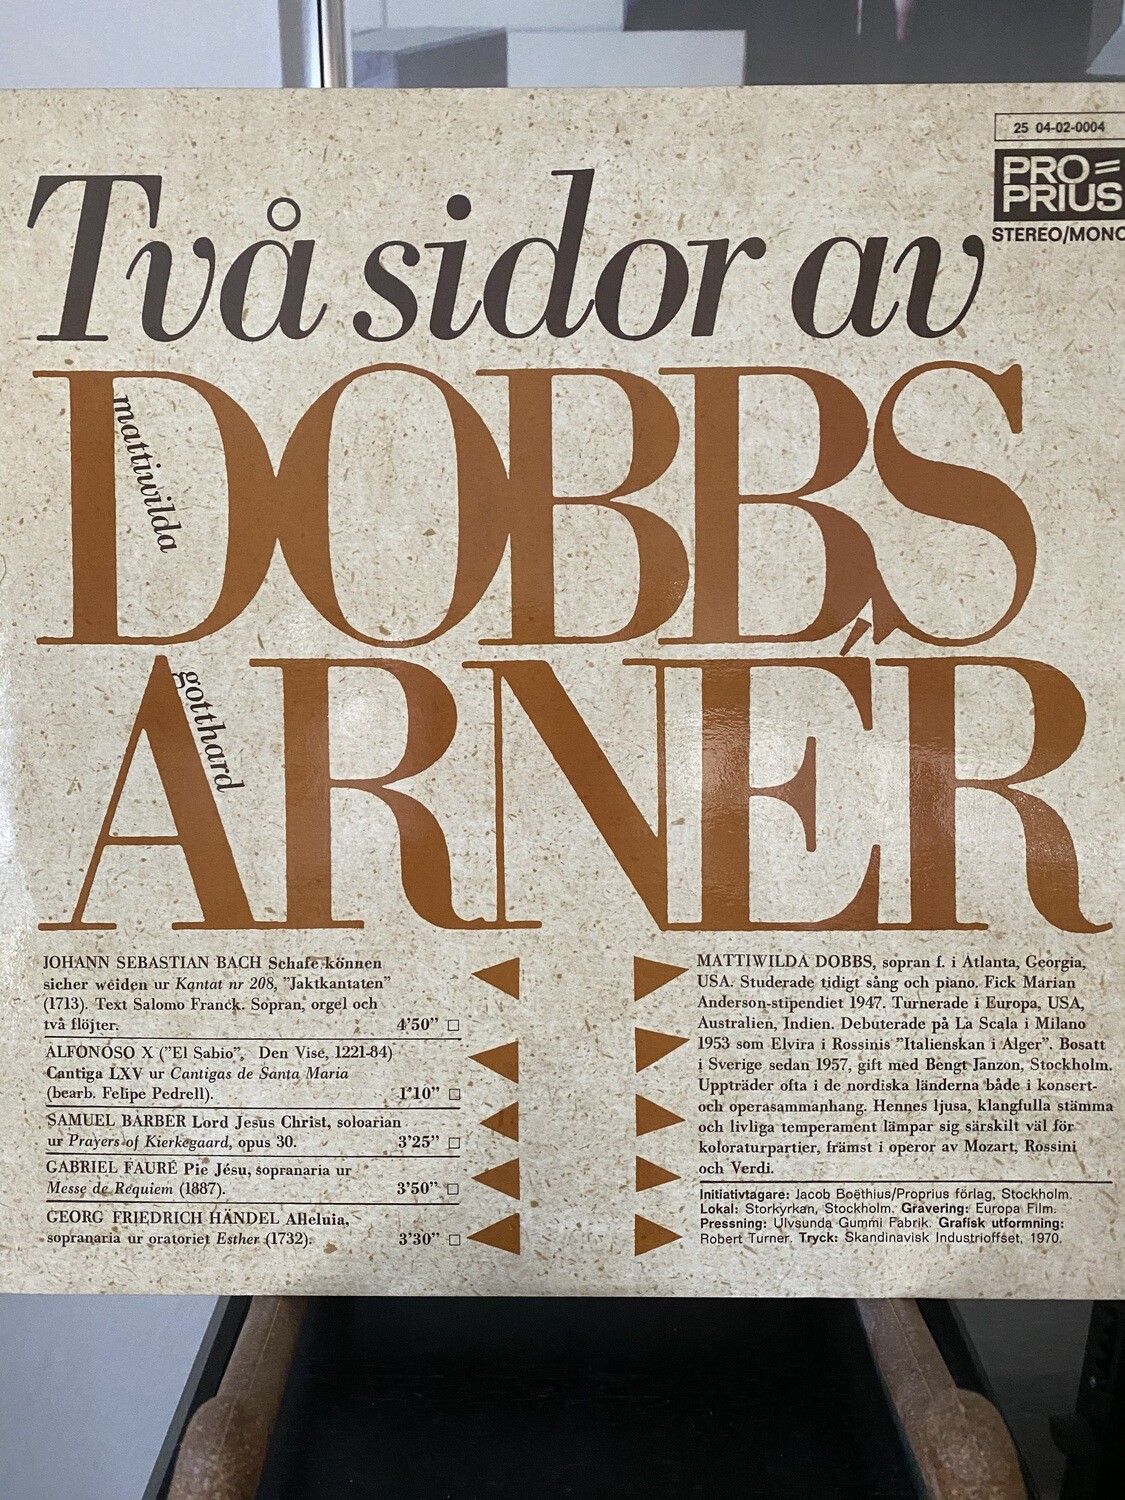 25 04-02-0004
PRO=
PRIUS
STEREO/MONO
Två sidor av
mattiwilda
DOBBS
gotthard
ARNÉR
JOHANN SEBASTIAN BACH Schafe können
sicher weiden ur Kantat nr 208, ”Jaktkantaten”
(1713). Text Salomo Franck. Sopran, orgel och
två flöjter. 4’50”
ALFONOSO X (”El Sabio”, Den Vise, 1221-84)
Cantiga LXV ur Cantigas de Santa Maria
(bearb. Felipe Pedrell). 1’10”
SAMUEL BARBER Lord Jesus Christ, soloarian
ur Prayers of Kierkegaard, opus 30. 3’25”
GABRIEL FAURÉ Pie Jésu, sopranaria ur
Messe de Requiem (1887). 3’50”
GEORG FRIEDRICH HÄNDEL Alleluia,
sopranaria ur oratoriet Esther (1732). 3’30”
MATTIWILDA DOBBS, sopran f. i Atlanta, Georgia,
USA. Studerade tidigt sång och piano. Fick Marian
Anderson-stipendiet 1947. Turnerade i Europa, USA,
Australien, Indien. Debuterade på La Scala i Milano
1953 som Elvira i Rossinis ”Italienskan i Alger”. Bosatt
i Sverige sedan 1957, gift med Bengt Janzon, Stockholm.
Uppträder ofta i de nordiska länderna både i konsert-
och operasammanhang. Hennes ljusa, klangfulla stämma
och livliga temperament lämpar sig särskilt väl för
koloraturpartier, främst i operor av Mozart, Rossini
och Verdi.
Initiativtagare: Jacob Boëthius/Proprius förlag, Stockholm.
Lokal: Storkyrkan, Stockholm. Gravering: Europa Film.
Pressning: Ulvsunda Gummi Fabrik. Grafisk utformning:
Robert Turner. Tryck: Skandinavisk Industrioffset, 1970.